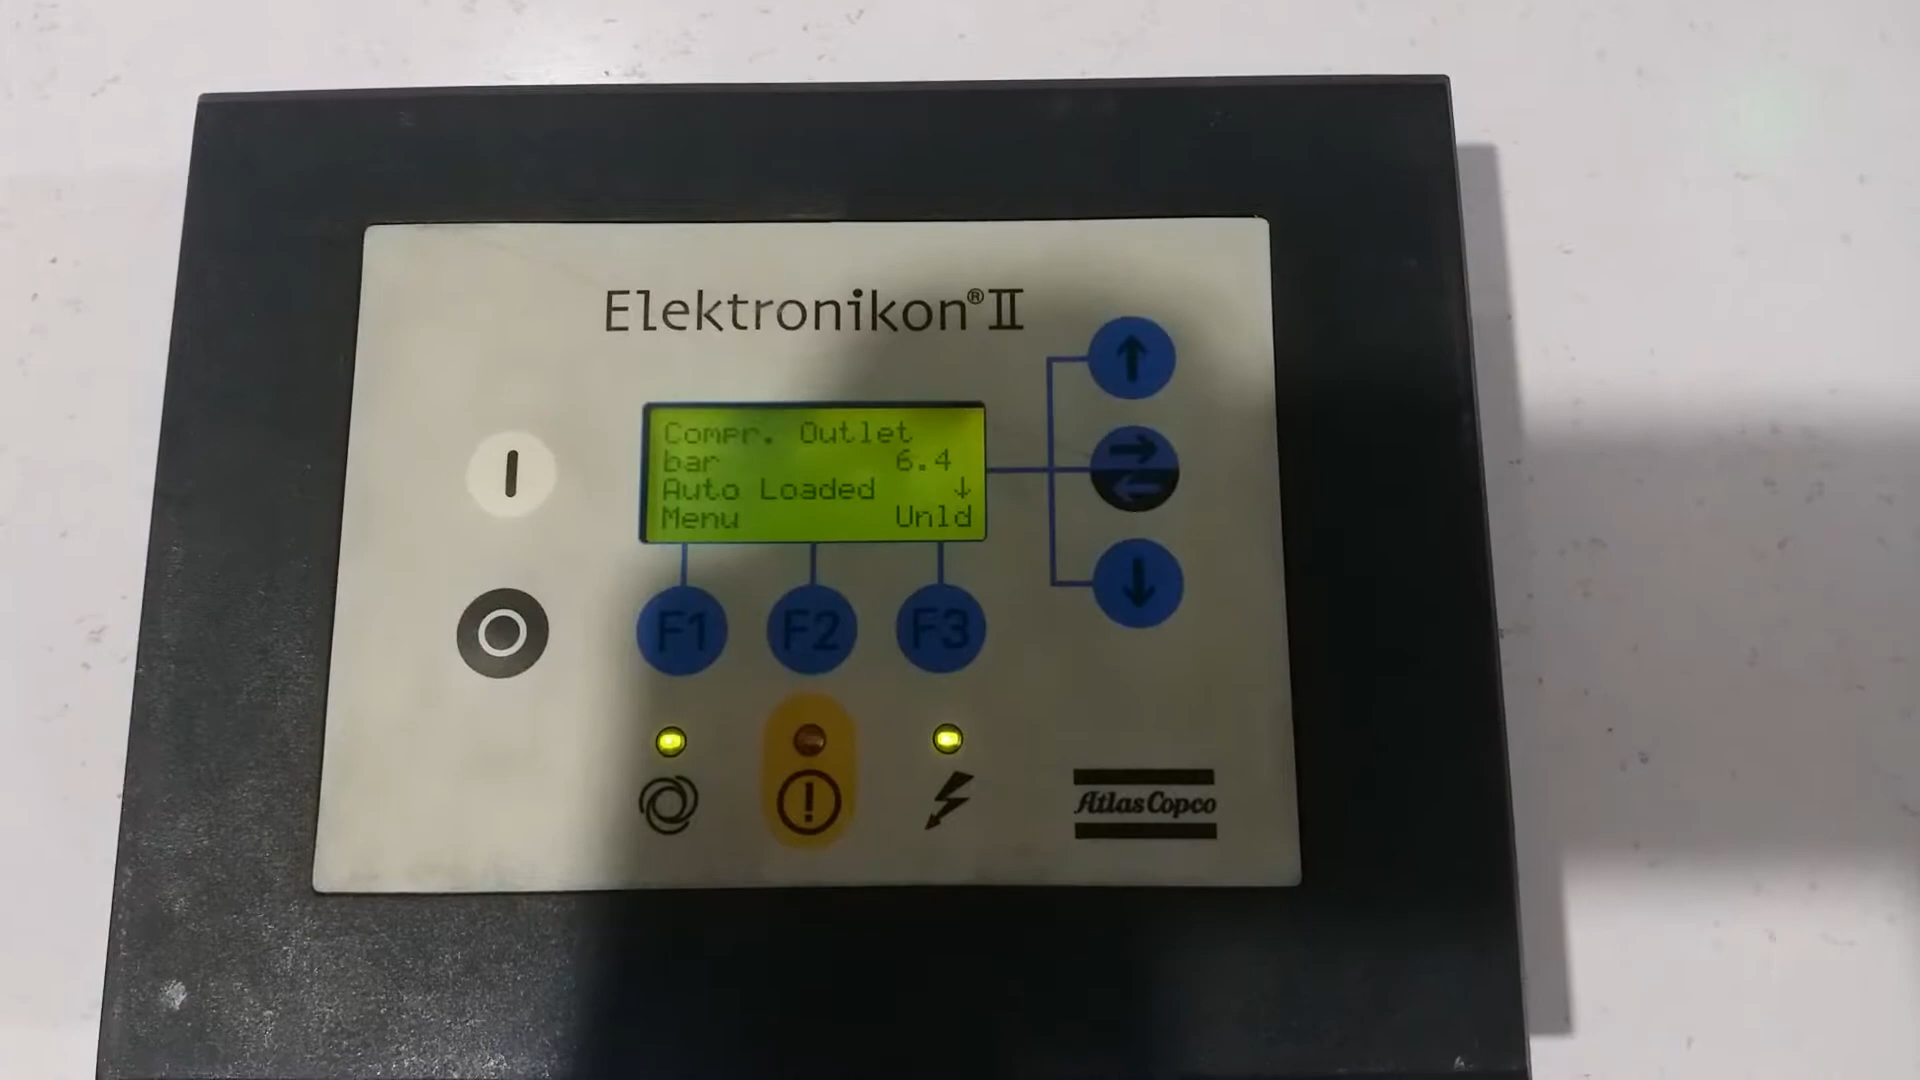 Elektronikon® II
Compr. Outlet
bar 6.4
Auto Loaded ↓
Menu Unld
F1 F2 F3
Atlas Copco